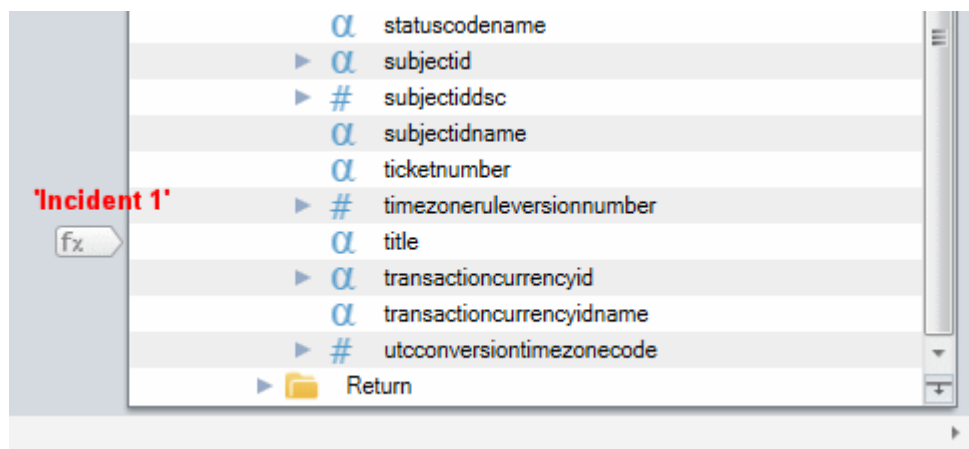 α statuscodename
α subjectid
# subjectiddsc
α subjectidname
α ticketnumber
'Incident 1'
# timezoneruleversionnumber
fx
α title
α transactioncurrencyid
α transactioncurrencyidname
# utcconversiontimezonecode
Return